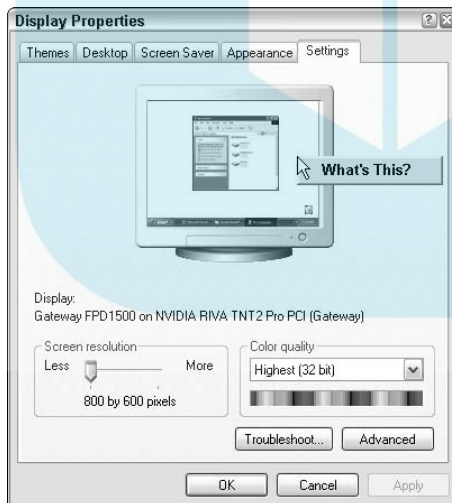 Display Properties
Themes Desktop Screen Saver Appearance Settings
What's This?
Display:
Gateway FPD1500 on NVIDIA RIVA TNT2 Pro PCI (Gateway)
Screen resolution
Less More
800 by 600 pixels
Color quality
Highest (32 bit)
Troubleshoot... Advanced
OK Cancel Apply